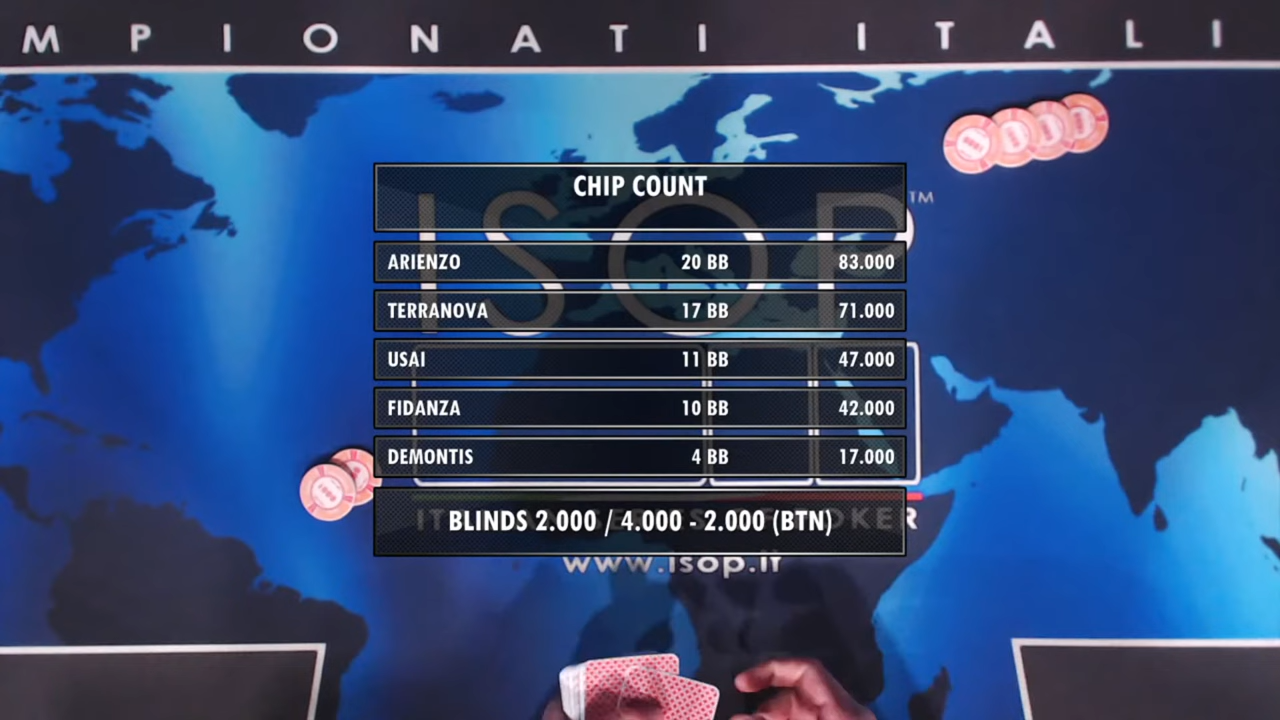 MPIONATI ITALI
CHIP COUNT
ISOP™
ARIENZO 20 BB 83.000
TERRANOVA 17 BB 71.000
USAI 11 BB 47.000
FIDANZA 10 BB 42.000
DEMONTIS 4 BB 17.000
BLINDS 2.000 / 4.000 - 2.000 (BTN)
www.isop.it